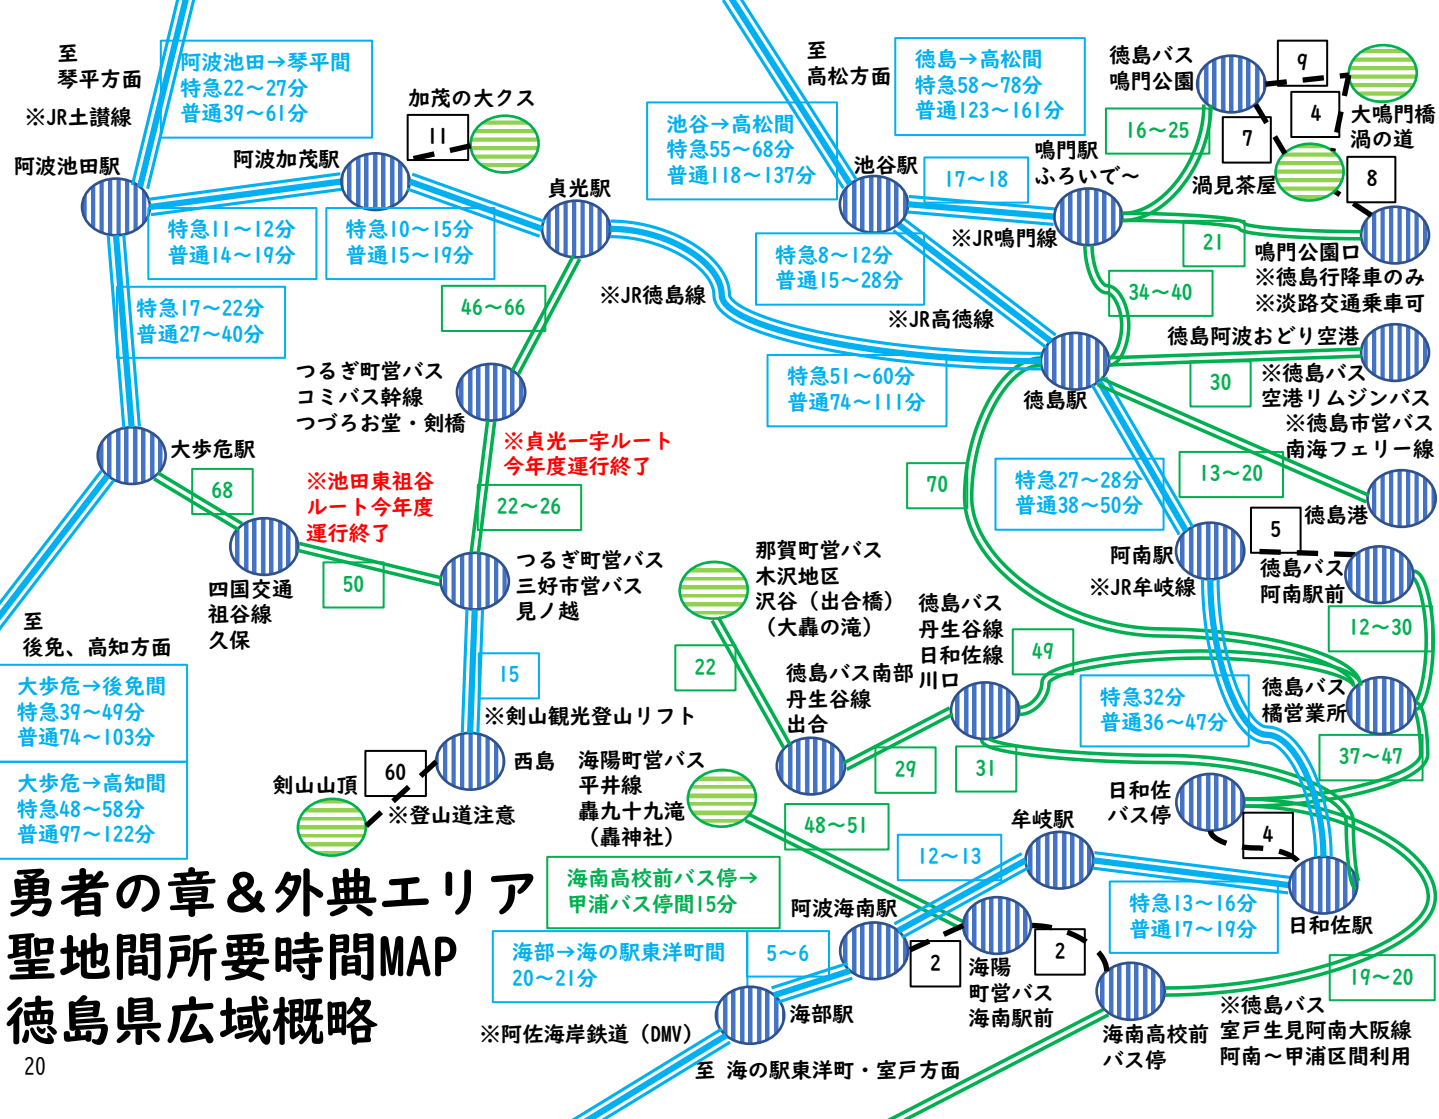 至
琴平方面
※JR土讃線
阿波池田→琴平間
特急22～27分
普通39～61分
加茂の大クス
11
阿波池田駅
阿波加茂駅
貞光駅
特急11～12分
普通14～19分
特急10～15分
普通15～19分
特急17～22分
普通27～40分
46～66
※JR徳島線
至
高松方面
徳島→高松間
特急58～78分
普通123～161分
池谷→高松間
特急55～68分
普通118～137分
池谷駅
17～18
鳴門駅
ふろいで～
※JR鳴門線
徳島バス
鳴門公園
9
4
7
8
16～25
大鳴門橋
渦の道
渦見茶屋
21
鳴門公園口
※徳島行降車のみ
※淡路交通乗車可
特急8～12分
普通15～28分
※JR高徳線
34～40
徳島阿波おどり空港
30
※徳島バス
空港リムジンバス
※徳島市営バス
南海フェリー線
徳島駅
特急51～60分
普通74～111分
13～20
徳島港
つるぎ町営バス
コミバス幹線
つづろお堂・剣橋
※貞光一宇ルート
今年度運行終了
22～26
大歩危駅
68
※池田東祖谷
ルート今年度
運行終了
四国交通
祖谷線
久保
50
つるぎ町営バス
三好市営バス
見ノ越
至
後免、高知方面
大歩危→後免間
特急39～49分
普通74～103分
大歩危→高知間
特急48～58分
普通97～122分
15
※剣山観光登山リフト
西島
60
剣山山頂
※登山道注意
70
特急27～28分
普通38～50分
阿南駅
※JR牟岐線
5
徳島バス
阿南駅前
12～30
那賀町営バス
木沢地区
沢谷（出合橋）
（大轟の滝）
22
徳島バス
丹生谷線
日和佐線
川口
49
徳島バス南部
丹生谷線
出合
29
31
特急32分
普通36～47分
徳島バス
橘営業所
37～47
海陽町営バス
平井線
轟九十九滝
（轟神社）
48～51
日和佐
バス停
4
牟岐駅
12～13
海南高校前バス停→
甲浦バス停間15分
阿波海南駅
特急13～16分
普通17～19分
日和佐駅
海部→海の駅東洋町間
20～21分
5～6
2
海陽
町営バス
海南駅前
2
19～20
海部駅
※阿佐海岸鉄道（DMV）
至 海の駅東洋町・室戸方面
海南高校前
バス停
※徳島バス
室戸生見阿南大阪線
阿南～甲浦区間利用
勇者の章＆外典エリア
聖地間所要時間MAP
徳島県広域概略
20